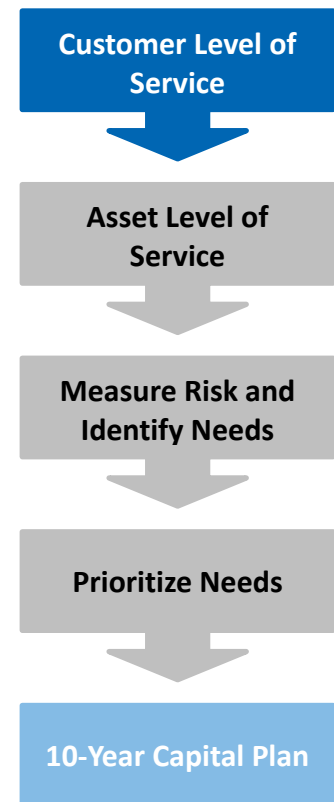 Customer Level of
Service
Asset Level of
Service
Measure Risk and
Identify Needs
Prioritize Needs
10-Year Capital Plan